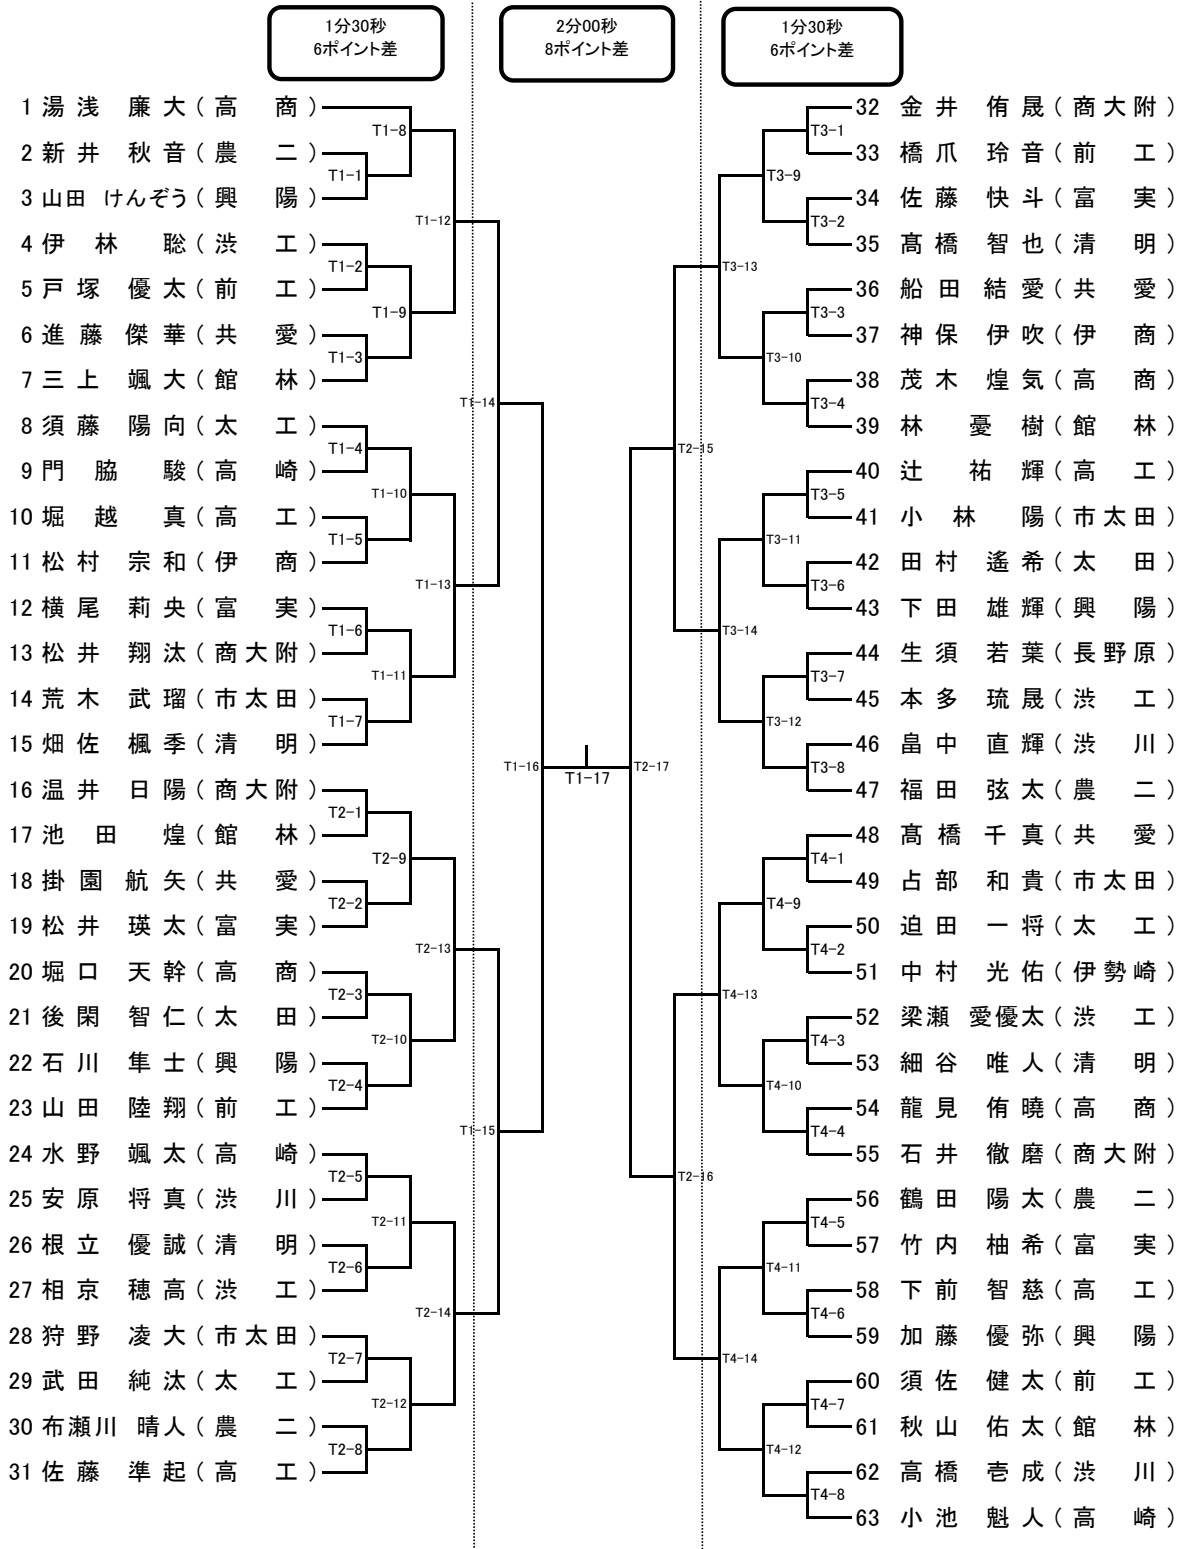 1分30秒
6ポイント差
2分00秒
8ポイント差
1分30秒
6ポイント差
1 湯浅 廉大(高 商)
2 新井 秋音(農 二)
3 山田 けんぞう(興 陽)
4 伊林 聡(渋 工)
5 戸塚 優太(前 工)
6 進藤 傑華(共 愛)
7 三上 颯大(館 林)
8 須藤 陽向(太 工)
9 門脇 駿(高 崎)
10 堀越 真(高 工)
11 松村 宗和(伊 商)
12 横尾 莉央(富 実)
13 松井 翔汰(商大附)
14 荒木 武瑠(市太田)
15 畑佐 楓季(清 明)
16 温井 日陽(商大附)
17 池田 煌(館 林)
18 掛園 航矢(共 愛)
19 松井 瑛太(富 実)
20 堀口 天幹(高 商)
21 後閑 智仁(太 田)
22 石川 隼士(興 陽)
23 山田 陸翔(前 工)
24 水野 颯太(高 崎)
25 安原 将真(渋 川)
26 根立 優誠(清 明)
27 相京 穂高(渋 工)
28 狩野 凌大(市太田)
29 武田 純汰(太 工)
30 布瀬川 晴人(農 二)
31 佐藤 準起(高 工)
T1-8
T1-1
T1-12
T1-2
T1-9
T1-3
T1-14
T1-4
T1-10
T1-5
T1-13
T1-6
T1-11
T1-7
T1-16
T2-1
T2-9
T2-2
T2-13
T2-3
T2-10
T2-4
T1-15
T2-5
T2-11
T2-6
T2-14
T2-7
T2-12
T2-8
T1-17
T2-17
T3-1
T3-9
T3-2
T3-13
T3-3
T3-10
T3-4
T2-15
T3-5
T3-11
T3-6
T3-14
T3-7
T3-12
T3-8
T4-1
T4-9
T4-2
T4-13
T4-3
T4-10
T4-4
T2-16
T4-5
T4-11
T4-6
T4-14
T4-7
T4-12
T4-8
32 金井 侑晟(商大附)
33 橋爪 玲音(前 工)
34 佐藤 快斗(富 実)
35 髙橋 智也(清 明)
36 船田 結愛(共 愛)
37 神保 伊吹(伊 商)
38 茂木 煌気(高 商)
39 林 憂樹(館 林)
40 辻 祐輝(高 工)
41 小林 陽(市太田)
42 田村 遙希(太 田)
43 下田 雄輝(興 陽)
44 生須 若葉(長野原)
45 本多 琉晟(渋 工)
46 畠中 直輝(渋 川)
47 福田 弦太(農 二)
48 髙橋 千真(共 愛)
49 占部 和貴(市太田)
50 迫田 一将(太 工)
51 中村 光佑(伊勢崎)
52 梁瀬 愛優太(渋 工)
53 細谷 唯人(清 明)
54 龍見 侑暁(高 商)
55 石井 徹磨(商大附)
56 鶴田 陽太(農 二)
57 竹内 柚希(富 実)
58 下前 智慈(高 工)
59 加藤 優弥(興 陽)
60 須佐 健太(前 工)
61 秋山 佑太(館 林)
62 高橋 壱成(渋 川)
63 小池 魁人(高 崎)